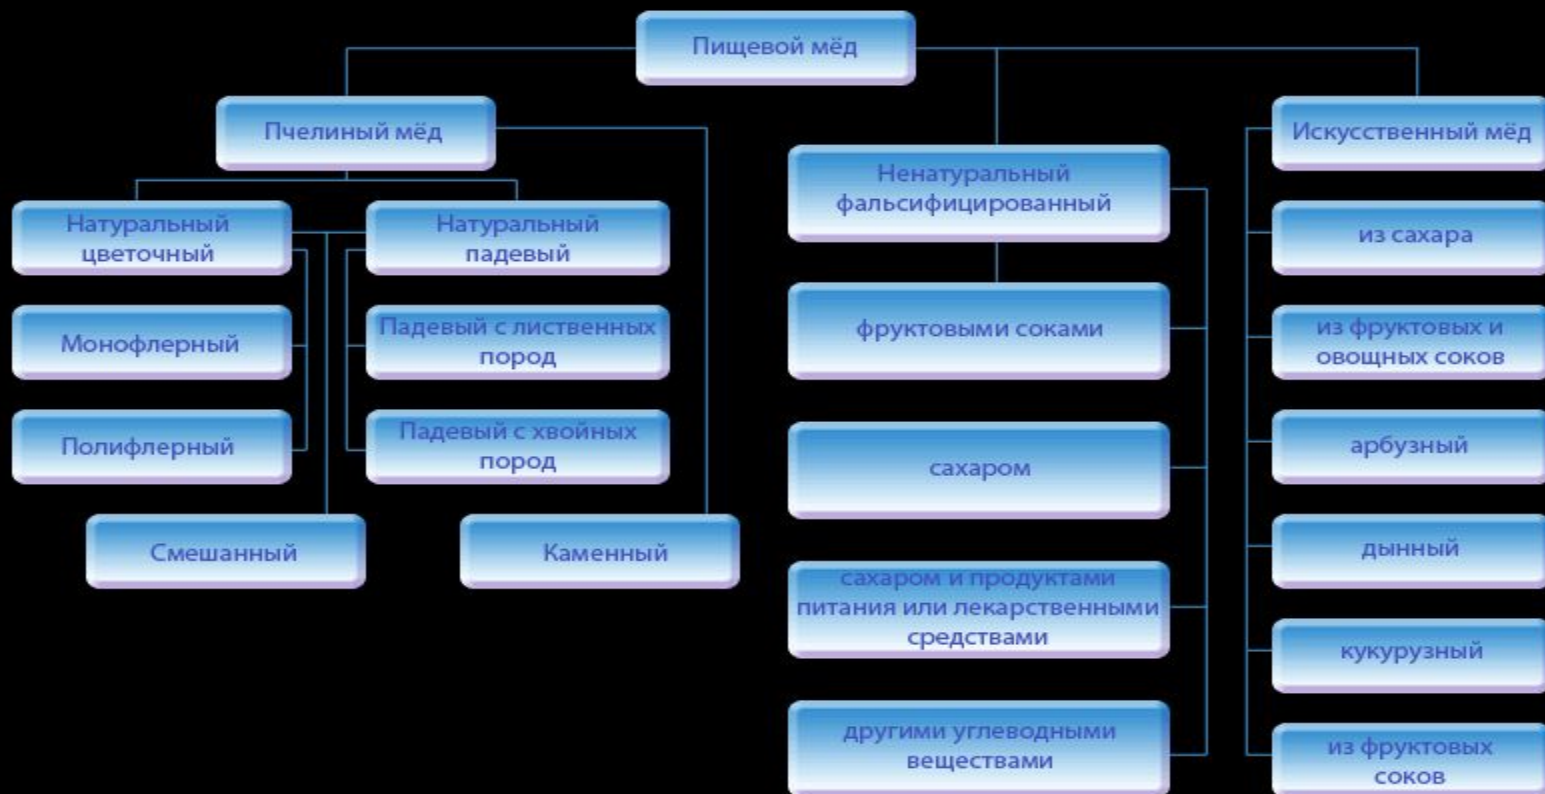 Пищевой мёд
Пчелиный мёд
Натуральный
цветочный
Монофлерный
Полифлерный
Натуральный
падевый
Падевый с лиственных
пород
Падевый с хвойных
пород
Смешанный
Каменный
Ненатуральный
фальсифицированный
фруктовыми соками
сахаром
сахаром и продуктами
питания или лекарственными
средствами
другими углеводными
веществами
Искусственный мёд
из сахара
из фруктовых и
овощных соков
арбузный
дынный
кукурузный
из фруктовых
соков